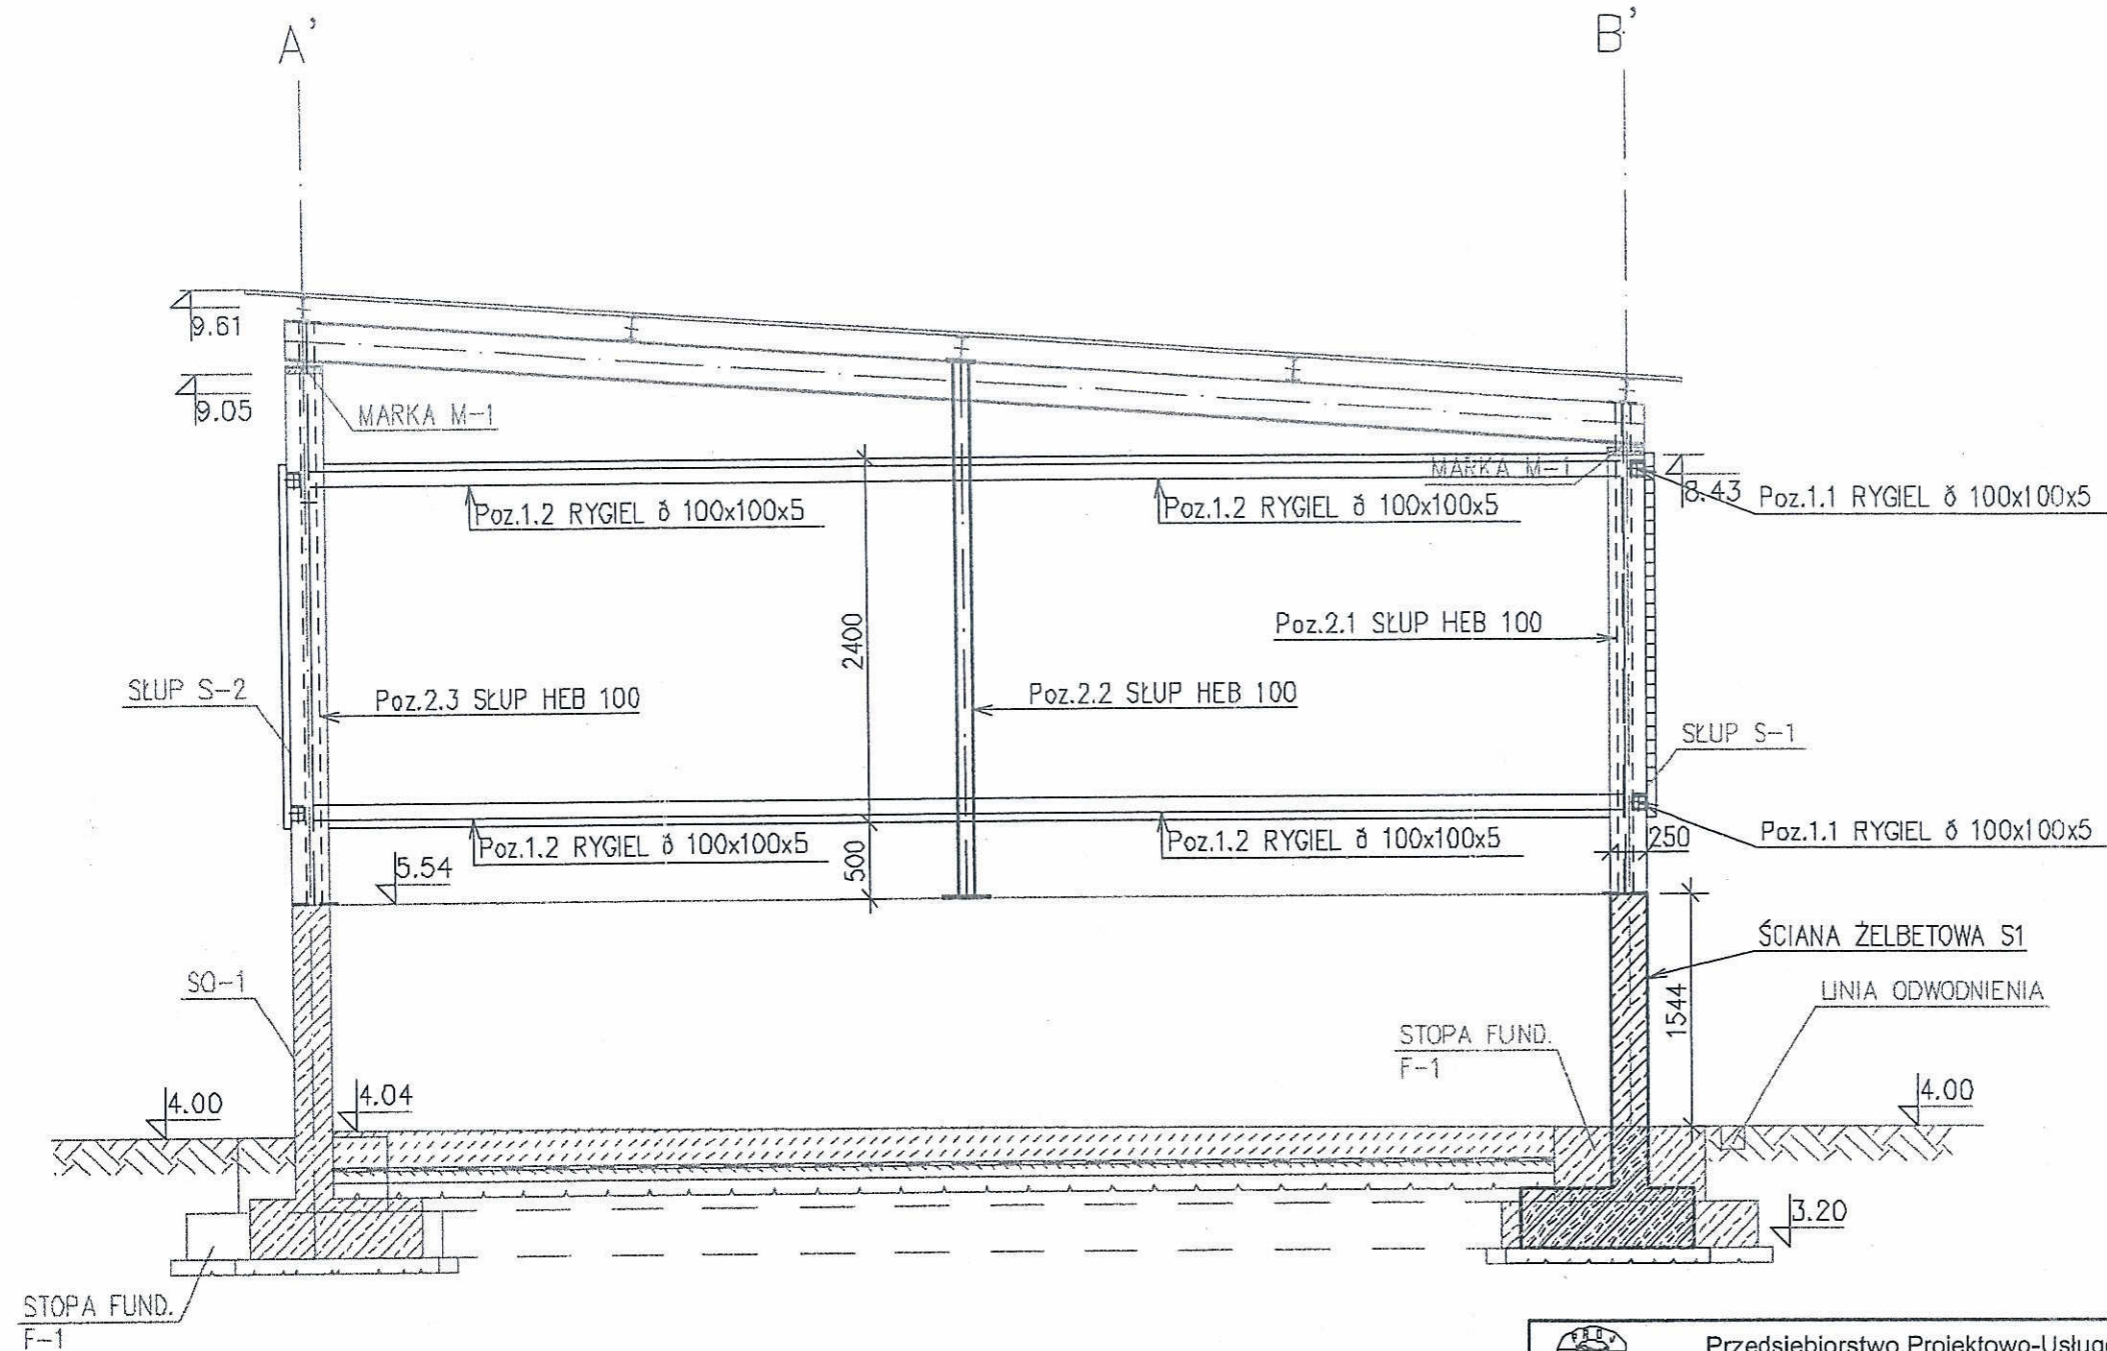 A'
B'
9.61
9.05
MARKA M-1
MARKA M-1
8.43
Poz.1.2 RYGIEL ð 100x100x5
Poz.1.2 RYGIEL ð 100x100x5
Poz.1.1 RYGIEL ð 100x100x5
2400
Poz.2.1 SŁUP HEB 100
SŁUP S-2
Poz.2.3 SŁUP HEB 100
Poz.2.2 SŁUP HEB 100
SŁUP S-1
Poz.1.2 RYGIEL ð 100x100x5
Poz.1.2 RYGIEL ð 100x100x5
Poz.1.1 RYGIEL ð 100x100x5
500
250
5.54
ŚCIANA ŻELBETOWA S1
SO-1
1544
LINIA ODWODNIENIA
STOPA FUND.
F-1
4.00
4.04
4.00
3.20
STOPA FUND.
F-1
Przedsiębiorstwo Projektowo-Usługo